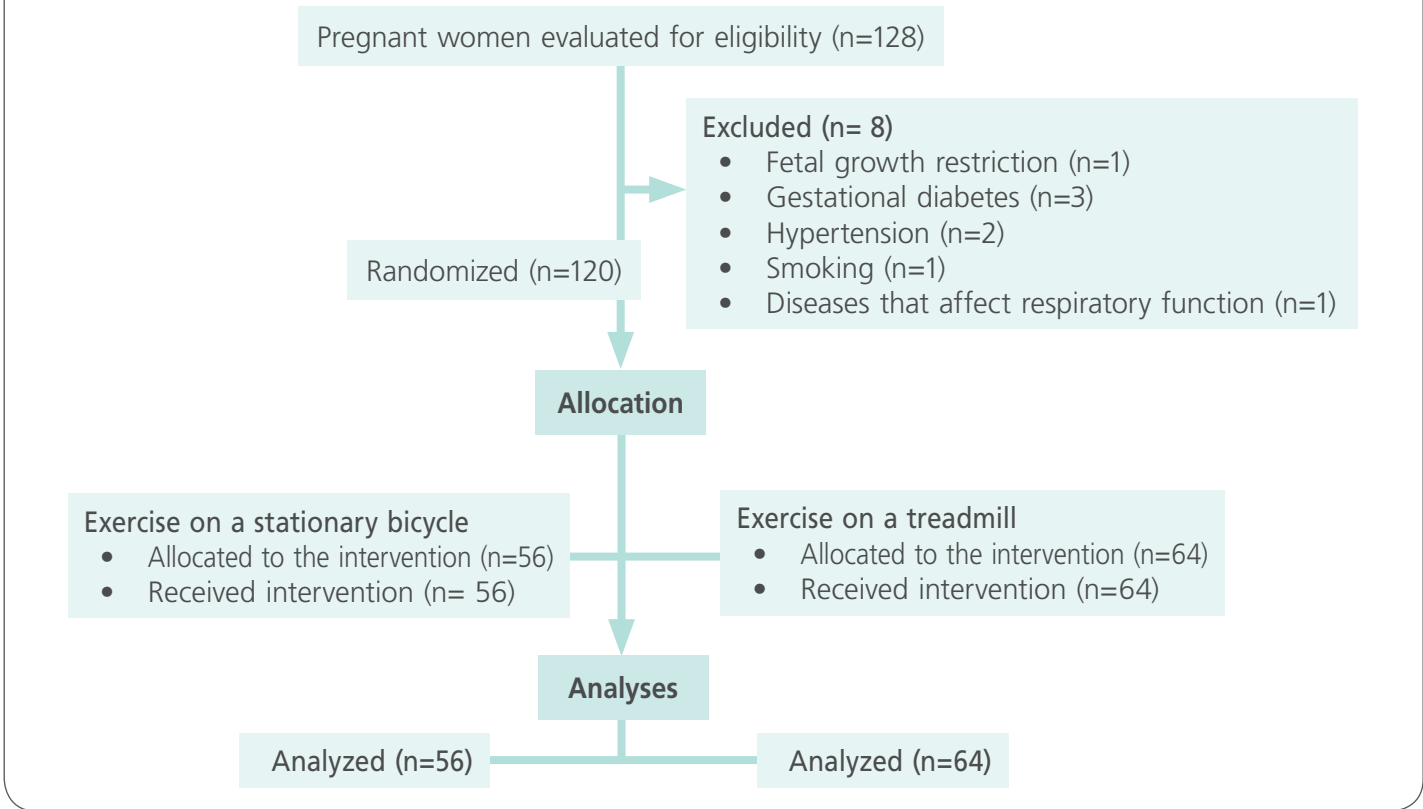 Pregnant women evaluated for eligibility (n=128)
Excluded (n= 8)
• Fetal growth restriction (n=1)
• Gestational diabetes (n=3)
• Hypertension (n=2)
• Smoking (n=1)
• Diseases that affect respiratory function (n=1)
Randomized (n=120)
Allocation
Exercise on a stationary bicycle
• Allocated to the intervention (n=56)
• Received intervention (n= 56)
Exercise on a treadmill
• Allocated to the intervention (n=64)
• Received intervention (n=64)
Analyses
Analyzed (n=56)
Analyzed (n=64)